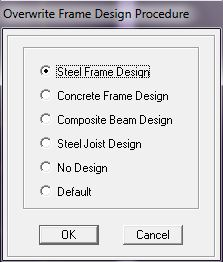 Overwrite Frame Design Procedure
Steel Frame Design
Concrete Frame Design
Composite Beam Design
Steel Joist Design
No Design
Default
OK Cancel